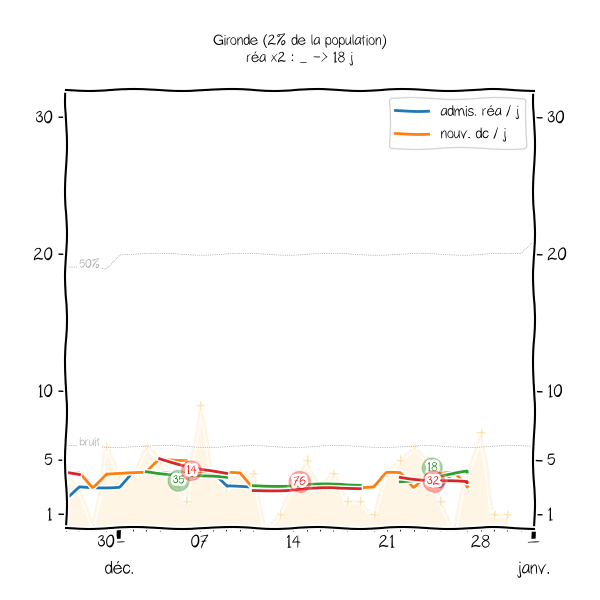 Gironde (2% de la population)
réa x2 : _ -> 18 j
admis. réa / j
nouv. dc / j
30 30
20 20
50%
10 10
bruit
5 5
14 35 76 18 32
1 1
30 07 14 21 28
déc. janv.